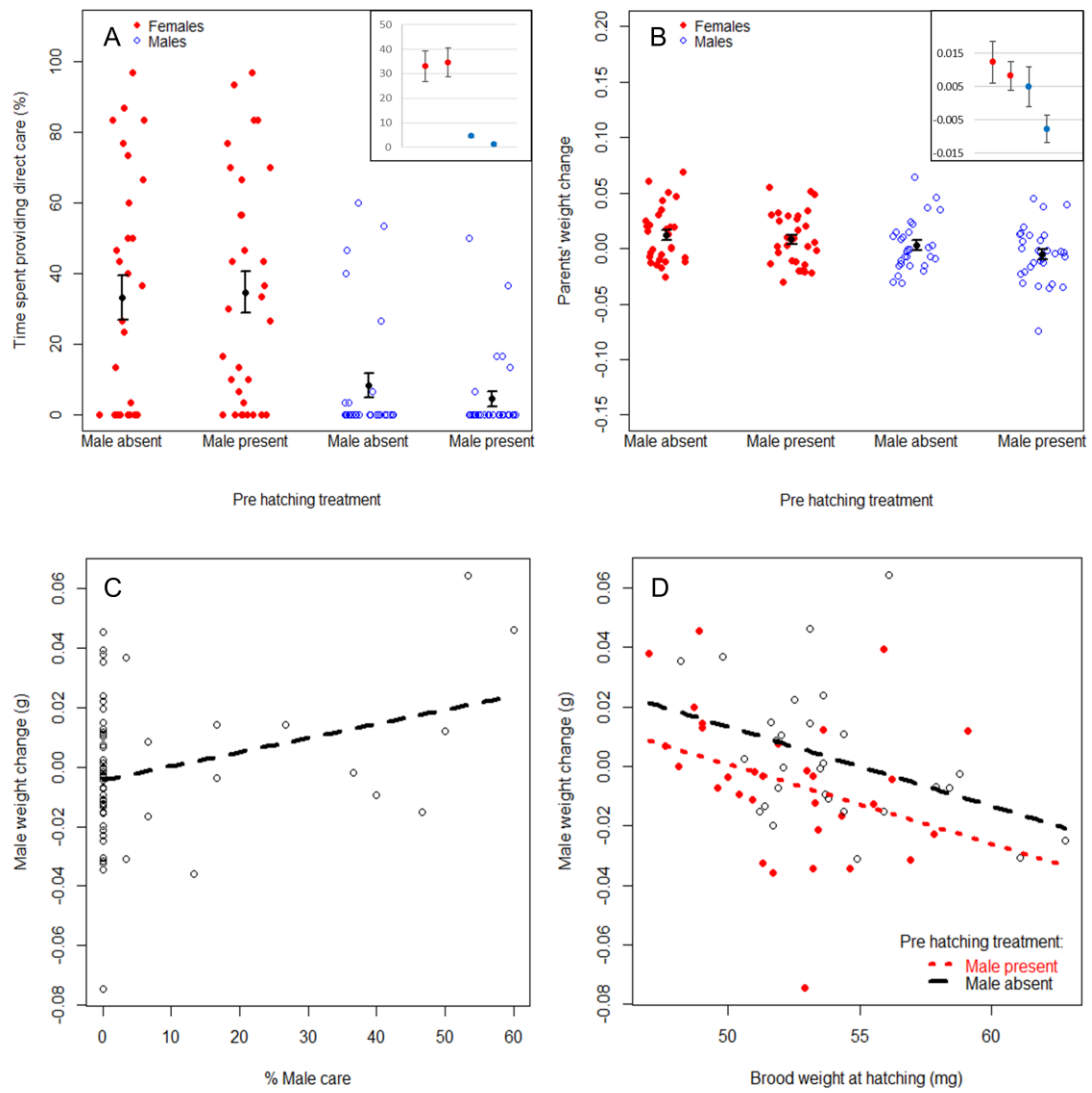 A
Females
Males
50
40
30
20
10
0
100
80
60
40
20
0
Time spent providing direct care (%)
Male absent
Male present
Male absent
Male present
Pre hatching treatment
B
Females
Males
0.015
0.005
-0.005
-0.015
0.20
0.15
0.10
0.05
0.00
-0.05
-0.10
-0.15
Parents' weight change
Male absent
Male present
Male absent
Male present
Pre hatching treatment
C
0.06
0.04
0.02
0.00
-0.02
-0.04
-0.06
-0.08
Male weight change (g)
0 10 20 30 40 50 60
% Male care
D
0.06
0.04
0.02
0.00
-0.02
-0.04
-0.06
-0.08
Male weight change (g)
Pre hatching treatment:
Male present
Male absent
50 55 60
Brood weight at hatching (mg)